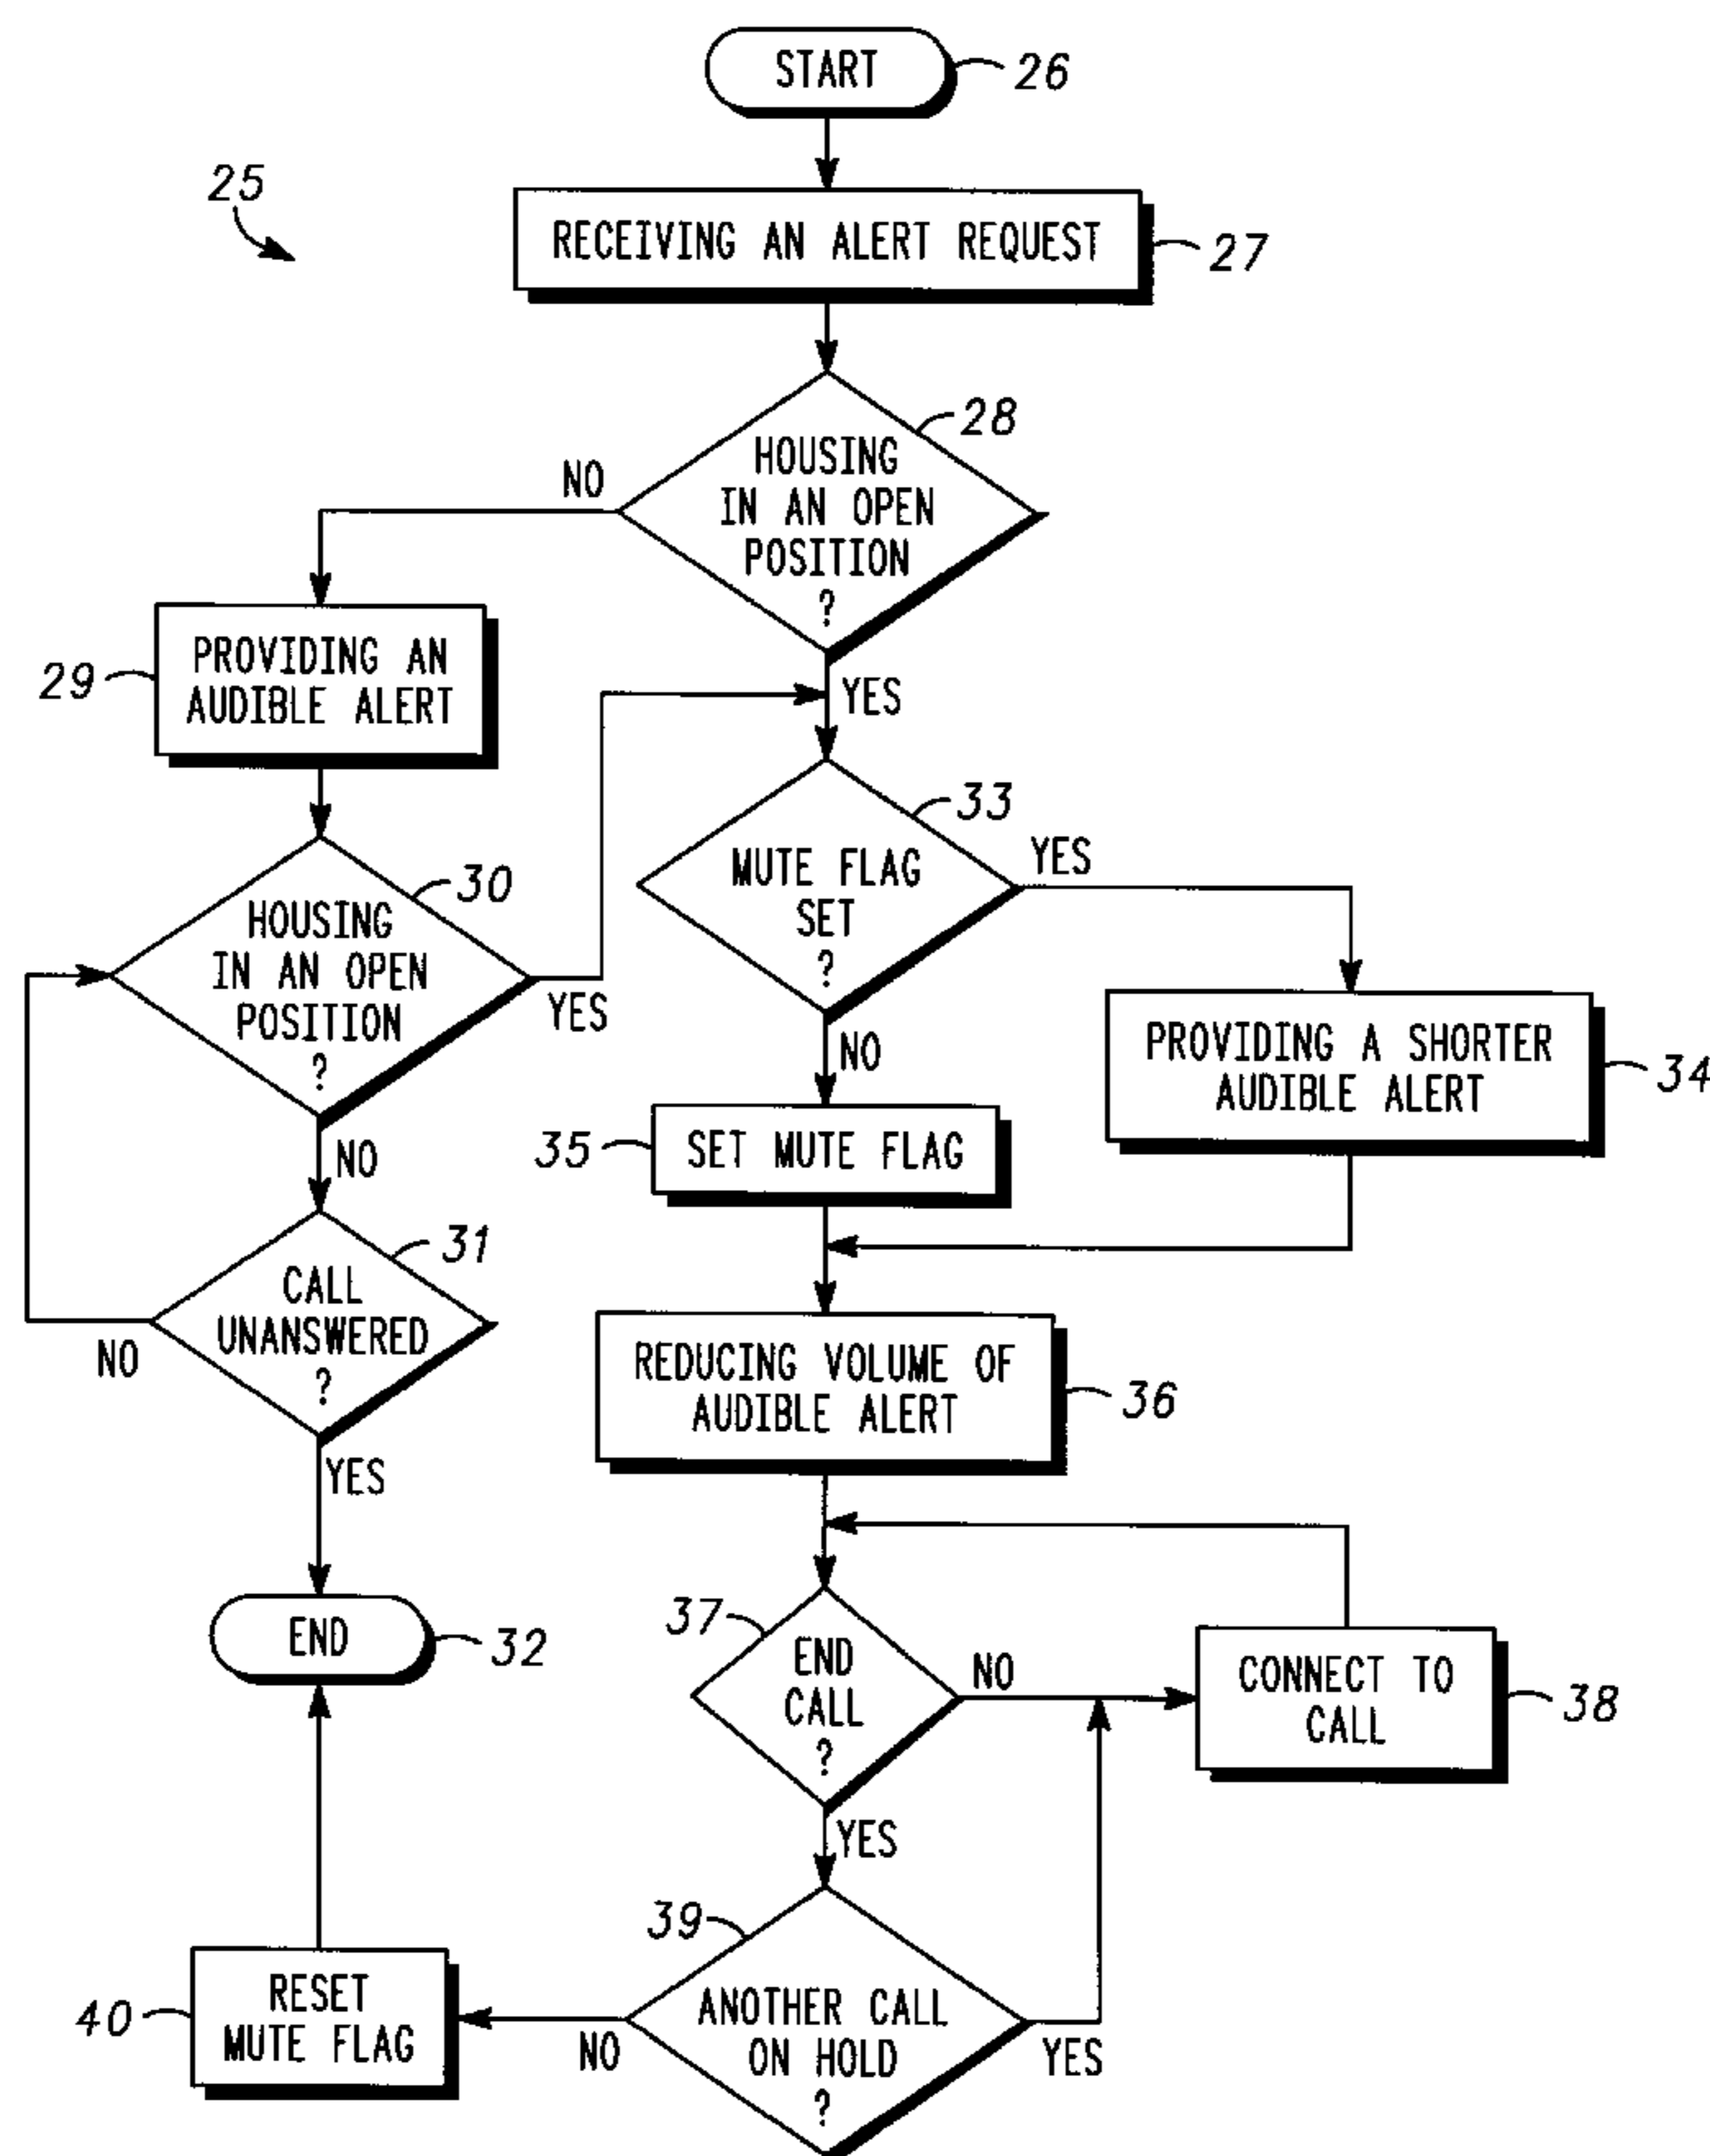 START
26
25
RECEIVING AN ALERT REQUEST
27
28
HOUSING
IN AN OPEN
POSITION
?
NO
YES
29
PROVIDING AN
AUDIBLE ALERT
30
HOUSING
IN AN OPEN
POSITION
?
YES
NO
33
MUTE FLAG
SET
?
YES
NO
PROVIDING A SHORTER
AUDIBLE ALERT
34
35
SET MUTE FLAG
31
CALL
UNANSWERED
?
NO
YES
REDUCING VOLUME OF
AUDIBLE ALERT
36
END
32
37
END
CALL
?
NO
YES
CONNECT TO
CALL
38
39
ANOTHER CALL
ON HOLD
?
NO
YES
40
RESET
MUTE FLAG